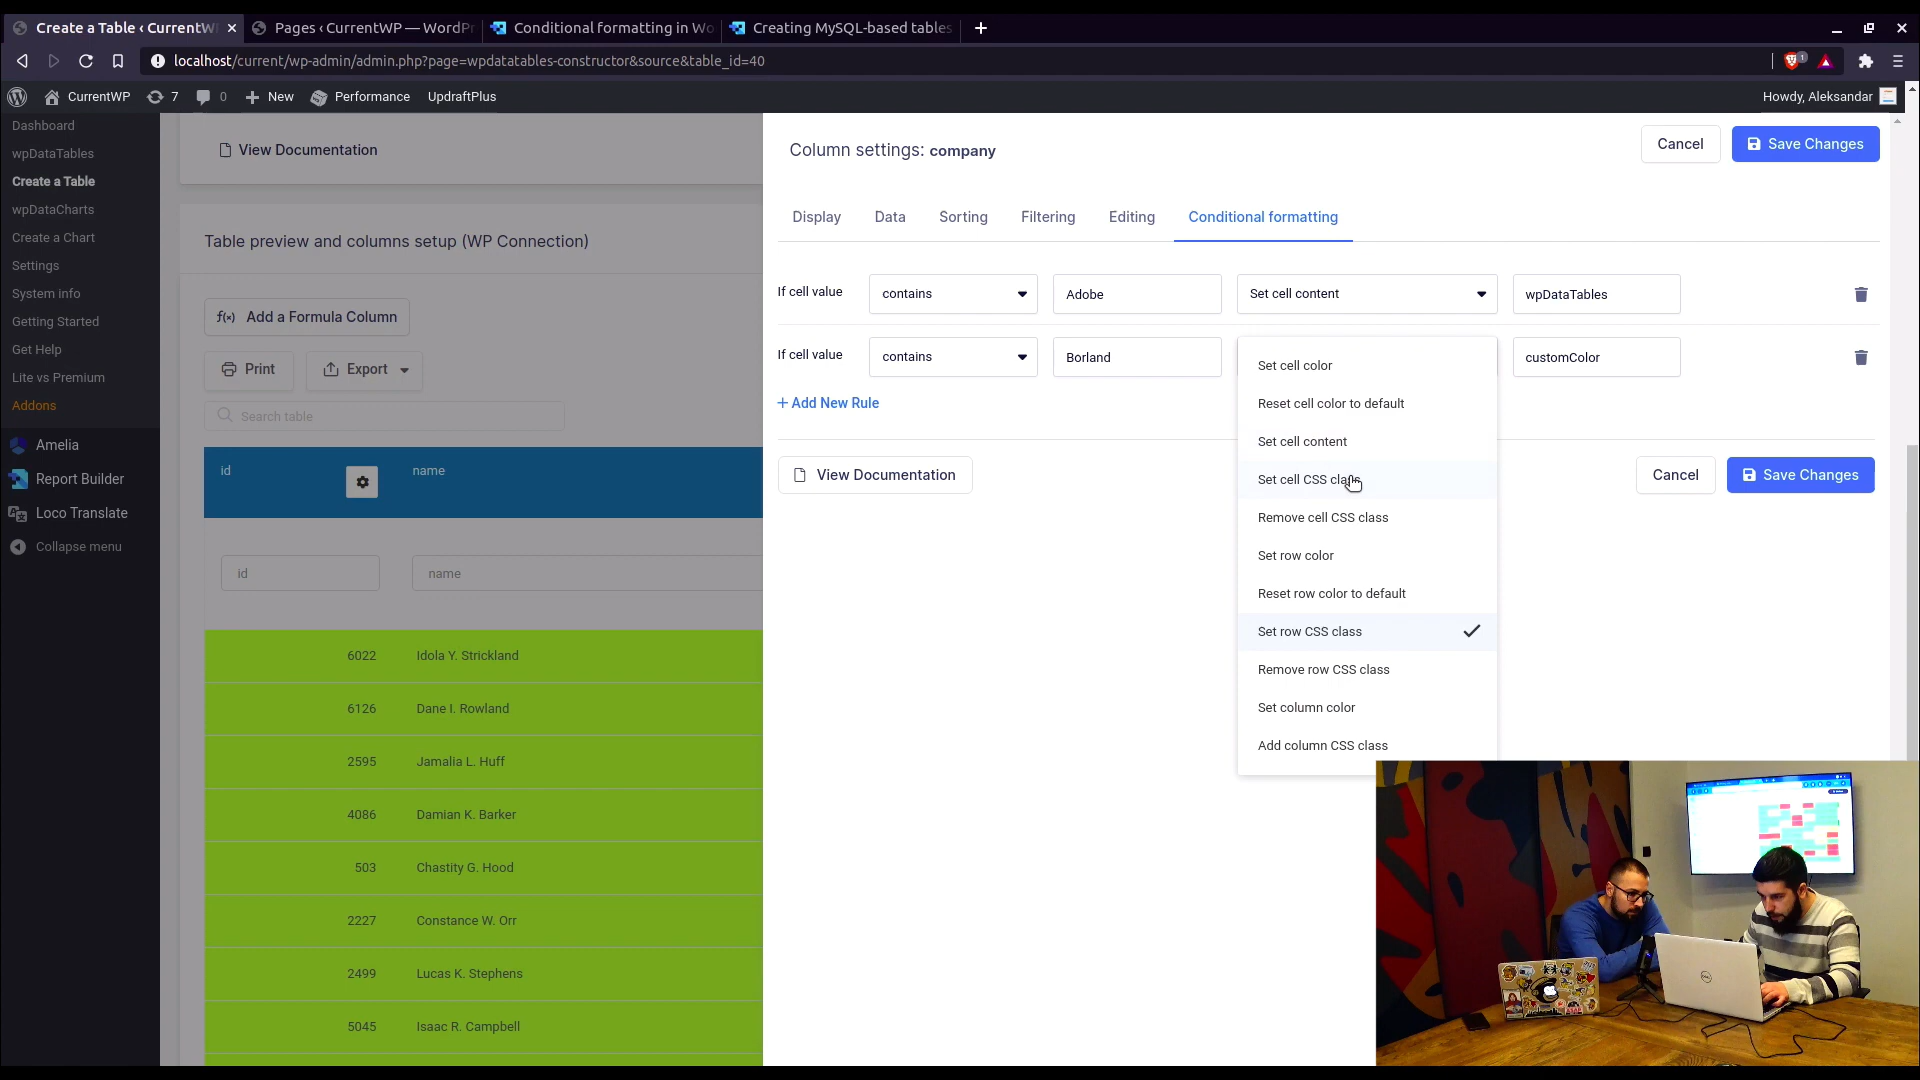 Create a Table ‹ CurrentW
Pages ‹ CurrentWP — WordPr
Conditional formatting in Wo
Creating MySQL-based tables
localhost/current/wp-admin/admin.php?page=wpdatatables-constructor&source&table_id=40
1
CurrentWP
7
0
New
Performance
UpdraftPlus
Howdy, Aleksandar
Dashboard
wpDataTables
Create a Table
wpDataCharts
Create a Chart
Settings
System info
Getting Started
Get Help
Lite vs Premium
Addons
Amelia
Report Builder
Loco Translate
Collapse menu
View Documentation
Table preview and columns setup (WP Connection)
f(x) Add a Formula Column
Print
Export
Search table
id
name
id
name
6022 Idola Y. Strickland
6126 Dane I. Rowland
2595 Jamalia L. Huff
4086 Damian K. Barker
503 Chastity G. Hood
2227 Constance W. Orr
2499 Lucas K. Stephens
5045 Isaac R. Campbell
Column settings: company
Cancel
Save Changes
Display
Data
Sorting
Filtering
Editing
Conditional formatting
If cell value contains Adobe Set cell content wpDataTables
If cell value contains Borland customColor
+ Add New Rule
Set cell color
Reset cell color to default
Set cell content
Set cell CSS class
Remove cell CSS class
Set row color
Reset row color to default
Set row CSS class
Remove row CSS class
Set column color
Add column CSS class
View Documentation
Cancel
Save Changes